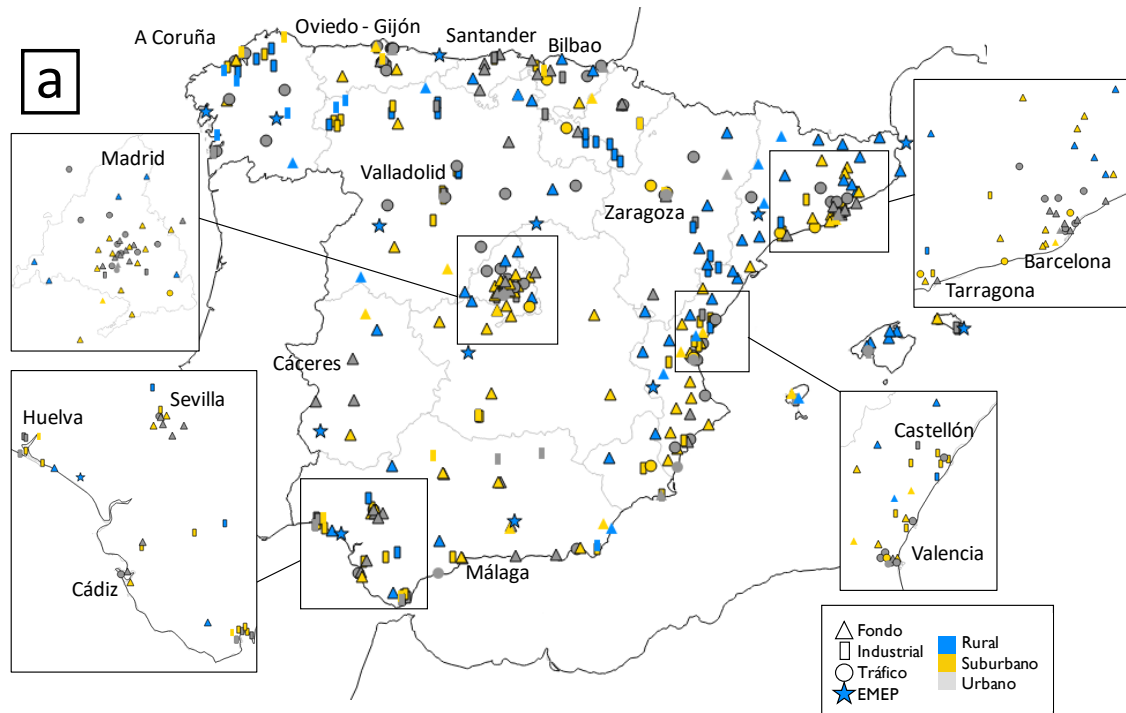 a
A Coruña
Oviedo - Gijón
Santander
Bilbao
Madrid
Valladolid
Zaragoza
Barcelona
Tarragona
Cáceres
Huelva
Sevilla
Cádiz
Málaga
Castellón
Valencia
Fondo
Industrial
Tráfico
EMEP
Rural
Suburbano
Urbano